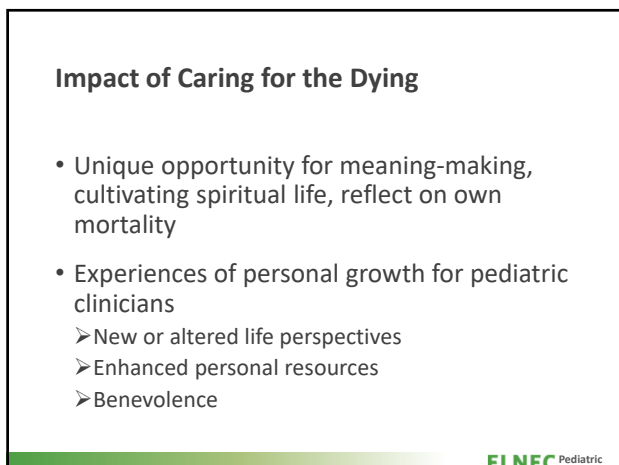 Impact of Caring for the Dying
• Unique opportunity for meaning-making,
cultivating spiritual life, reflect on own
mortality
• Experiences of personal growth for pediatric
clinicians
➢New or altered life perspectives
➢Enhanced personal resources
➢Benevolence
ELNEC Pediatric